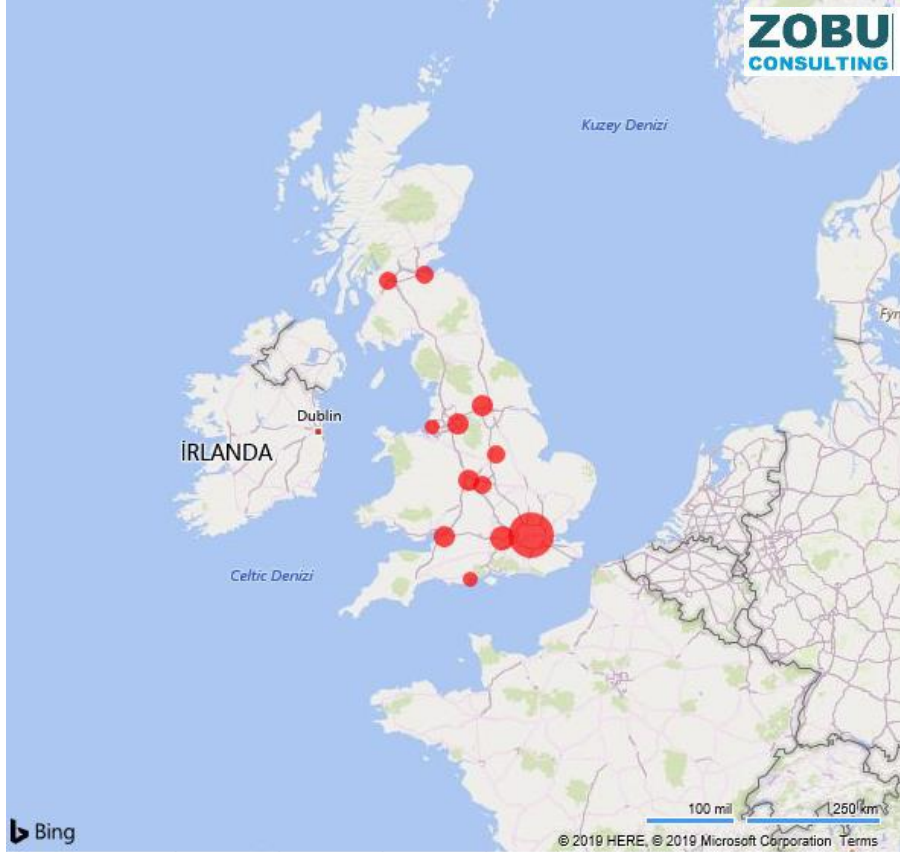 ZOBU
CONSULTING
Kuzey Denizi
Fyn
Dublin
İRLANDA
Celtic Denizi
100 mil
250 km
Bing
© 2019 HERE, © 2019 Microsoft Corporation Terms